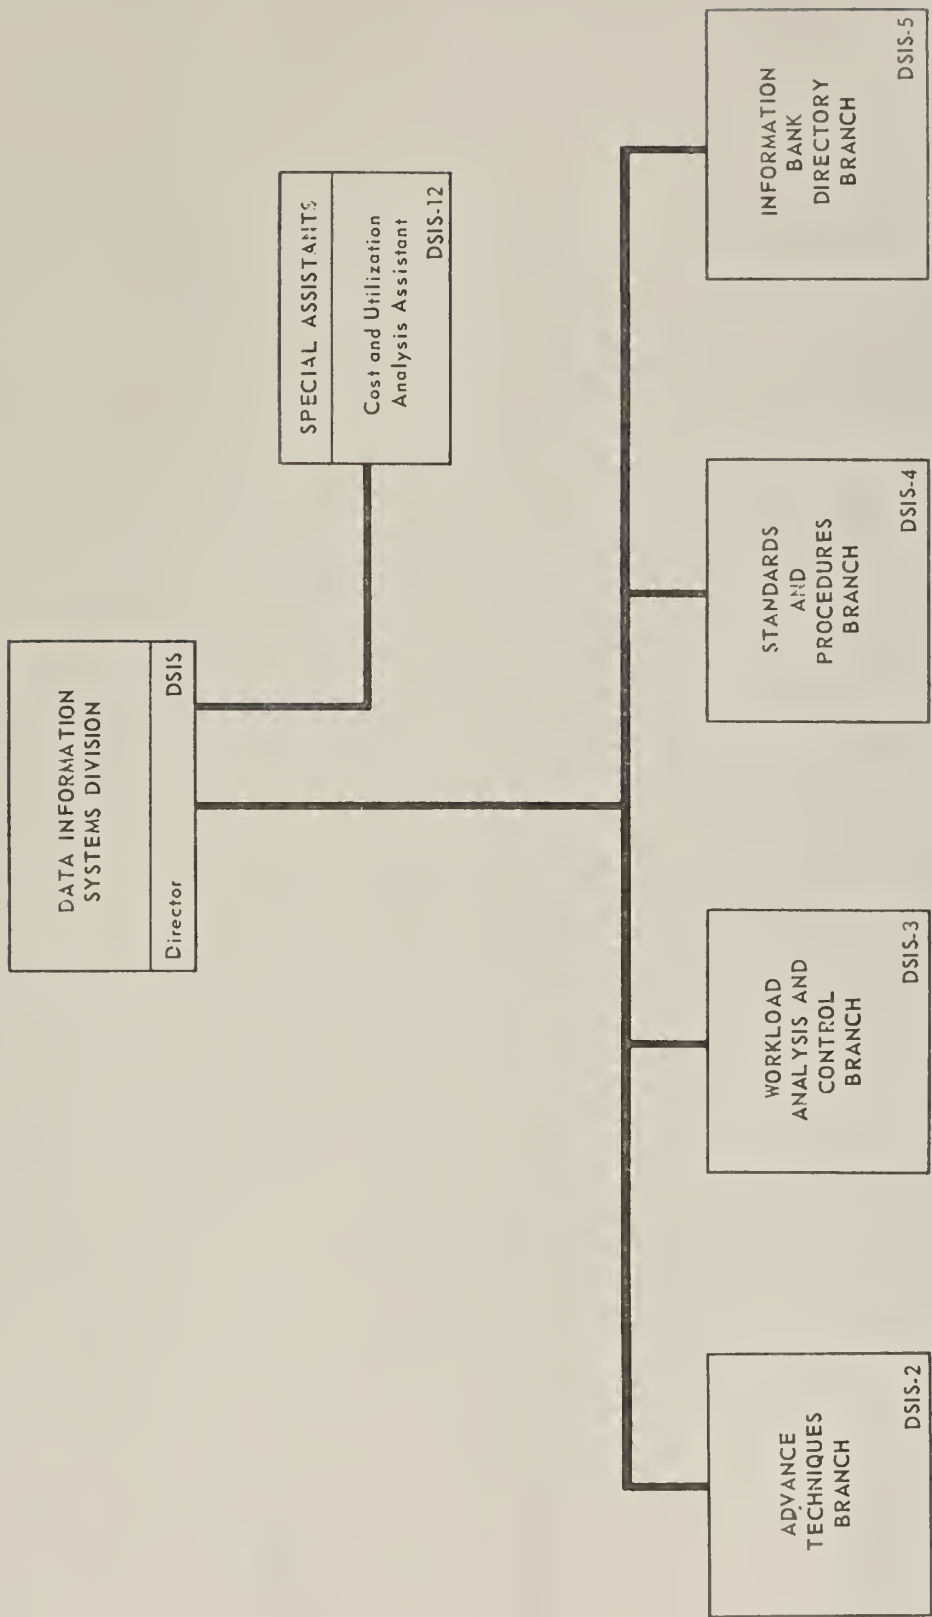 DATA INFORMATION
SYSTEMS DIVISION
Director DSIS
SPECIAL ASSISTANTS
Cost and Utilization
Analysis Assistant
DSIS-12
ADVANCE
TECHNIQUES
BRANCH
DSIS-2
WORKLOAD
ANALYSIS AND
CONTROL
BRANCH
DSIS-3
STANDARDS
AND
PROCEDURES
BRANCH
DSIS-4
INFORMATION
BANK
DIRECTORY
BRANCH
DSIS-5